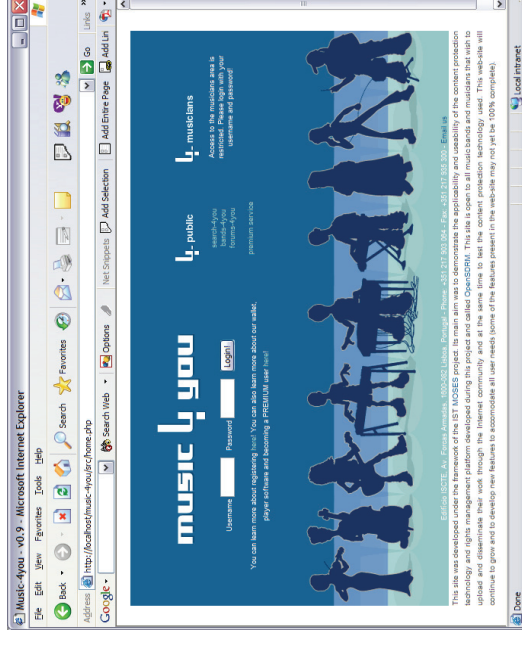 Music-4you - v0.9 - Microsoft Internet Explorer
File Edit View Favorites Tools Help
Back Search Favorites
Address http://localhost/music-4you/src/home.php Go Links
Google Search Web Options Net Snippets Add Selection Add Entire Page Add Lin
music 4 you
Username Password Login!
You can learn more about registering here! You can also learn more about our wallet,
player software and becoming a PREMIUM user here!
4_ public
search-4you
bands-4you
forums-4you
premium service
4_ musicians
Access to the musicians area is
restricted. Please login with your
username and password!
Edifício ISCTE, Av. Forças Armadas, 1600-082 Lisboa, Portugal - Phone: +351 217 903 064 - Fax: +351 217 935 300 - Email us
This site was developed under the framework of the IST MOSES project. Its main aim was to demonstrate the applicability and useability of the content protection
technology and rights management platform developed during this project and called OpenSDRM. This site is open to all music bands and musicians that wish to
upload and disseminate their work through the Internet community and at the same time to test the content protection technology used. This web-site will
continue to grow and to develop new features to accomodate all user needs (some of the features present in the web-site may not yet be 100% complete).
Done Local intranet